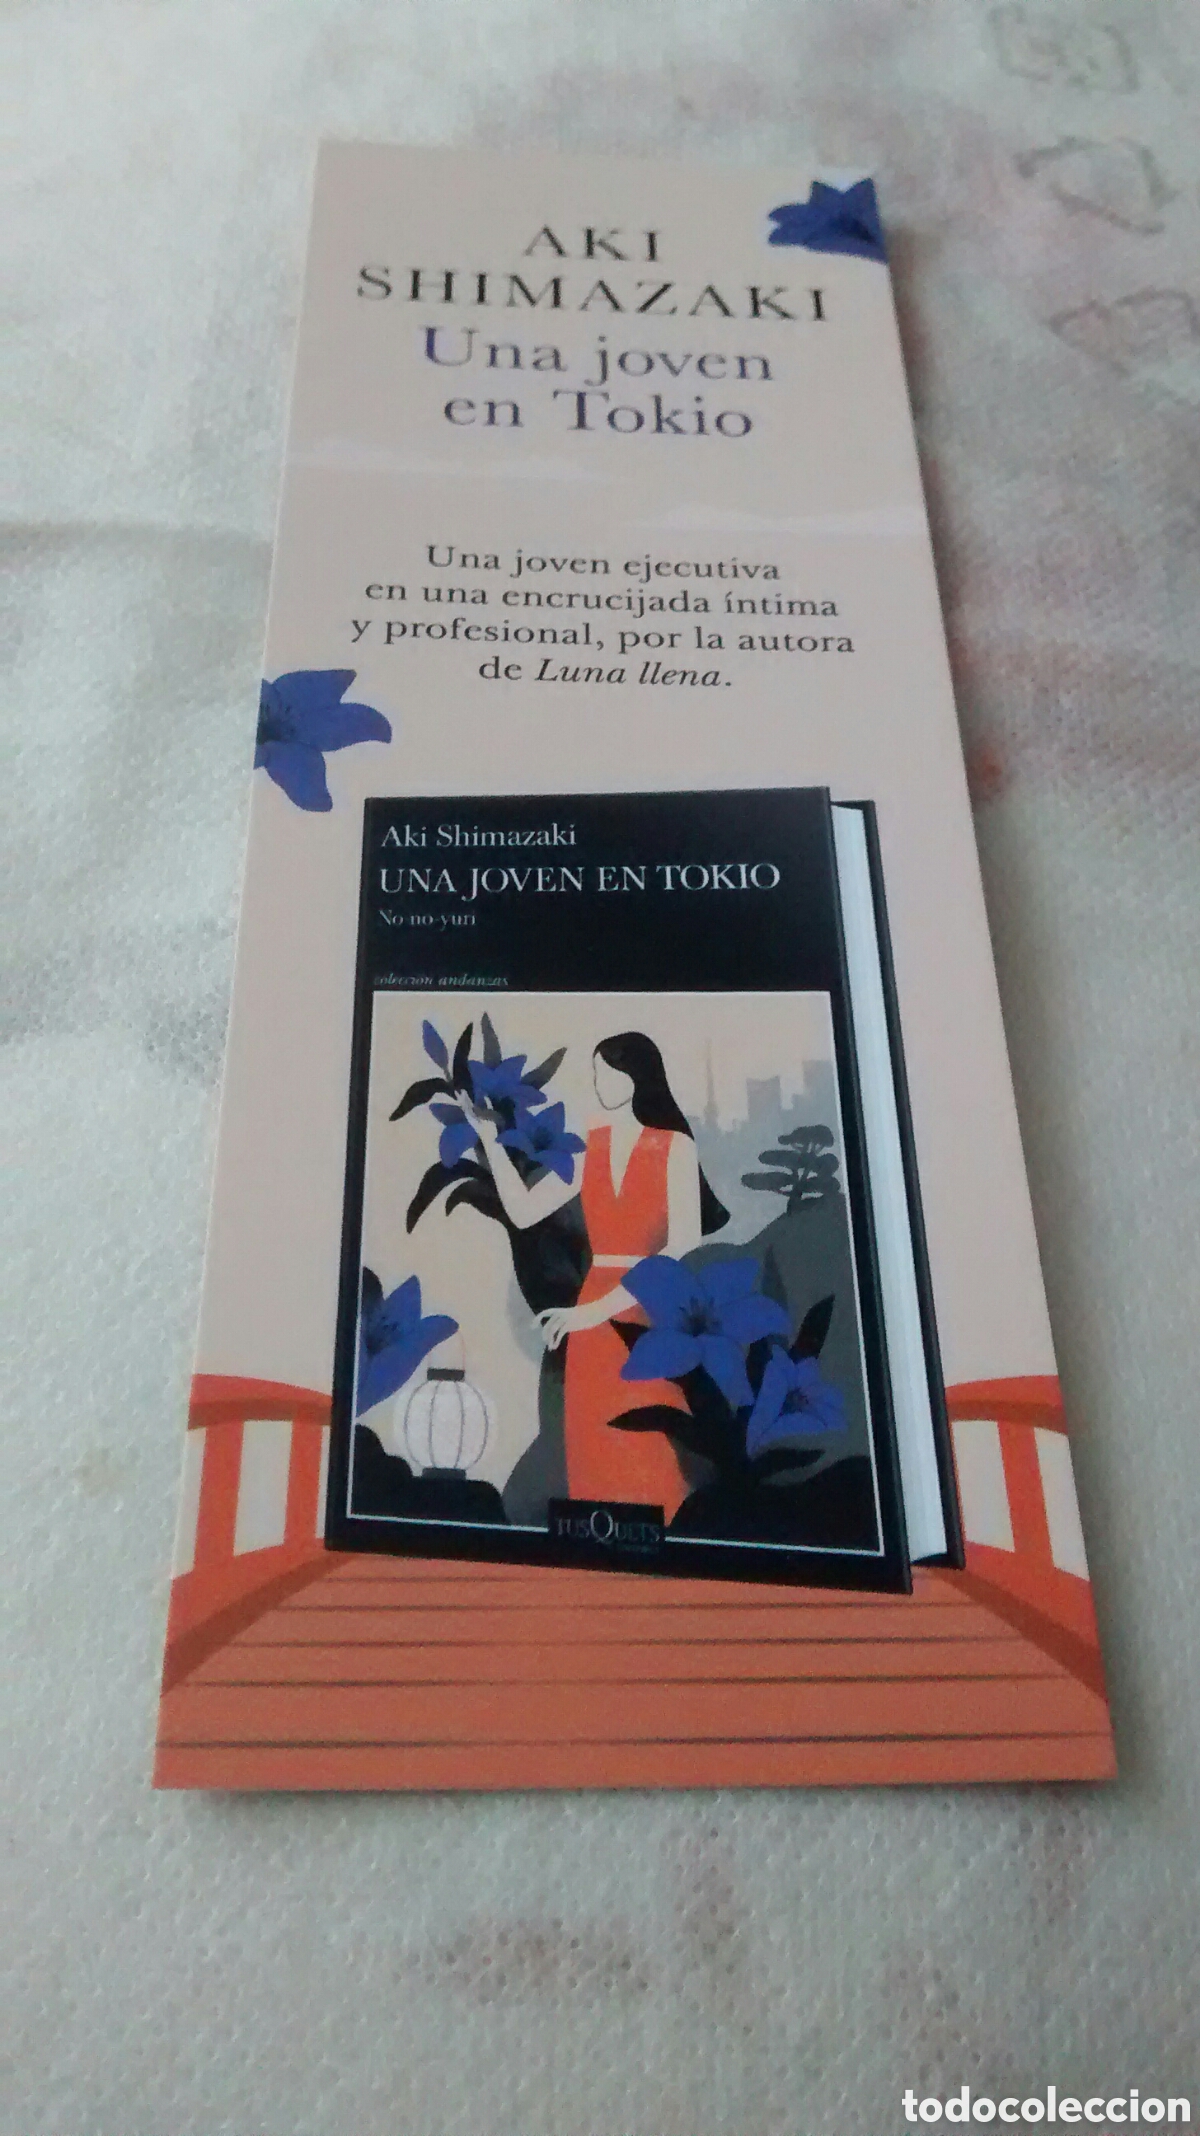 AKI
SHIMAZAKI
Una joven
en Tokio
Una joven ejecutiva
en una encrucijada íntima
y profesional, por la autora
de Luna llena.
Aki Shimazaki
UNA JOVEN EN TOKIO
No-no-yuri
colección andanzas
TUSQUETS
todocoleccion